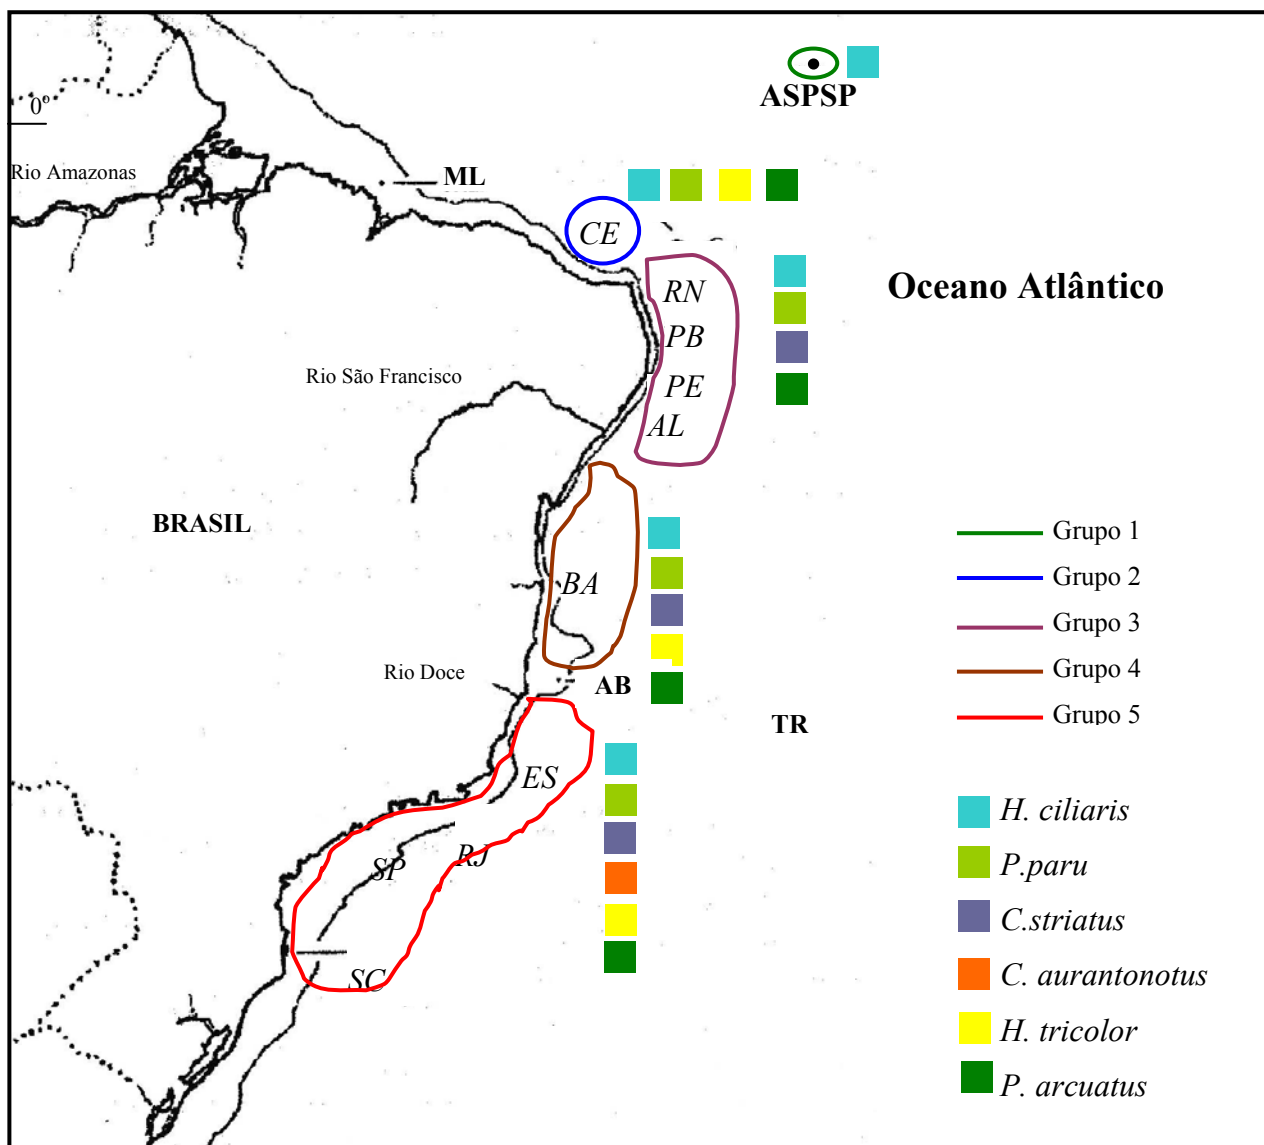 ASPSP
0º
Rio Amazonas
ML
CE
Oceano Atlântico
RN
PB
PE
AL
Rio São Francisco
BRASIL
BA
Rio Doce
AB
TR
ES
RJ
SP
SC
Grupo 1
Grupo 2
Grupo 3
Grupo 4
Grupo 5
H. ciliaris
P.paru
C.striatus
C. aurantonotus
H. tricolor
P. arcuatus